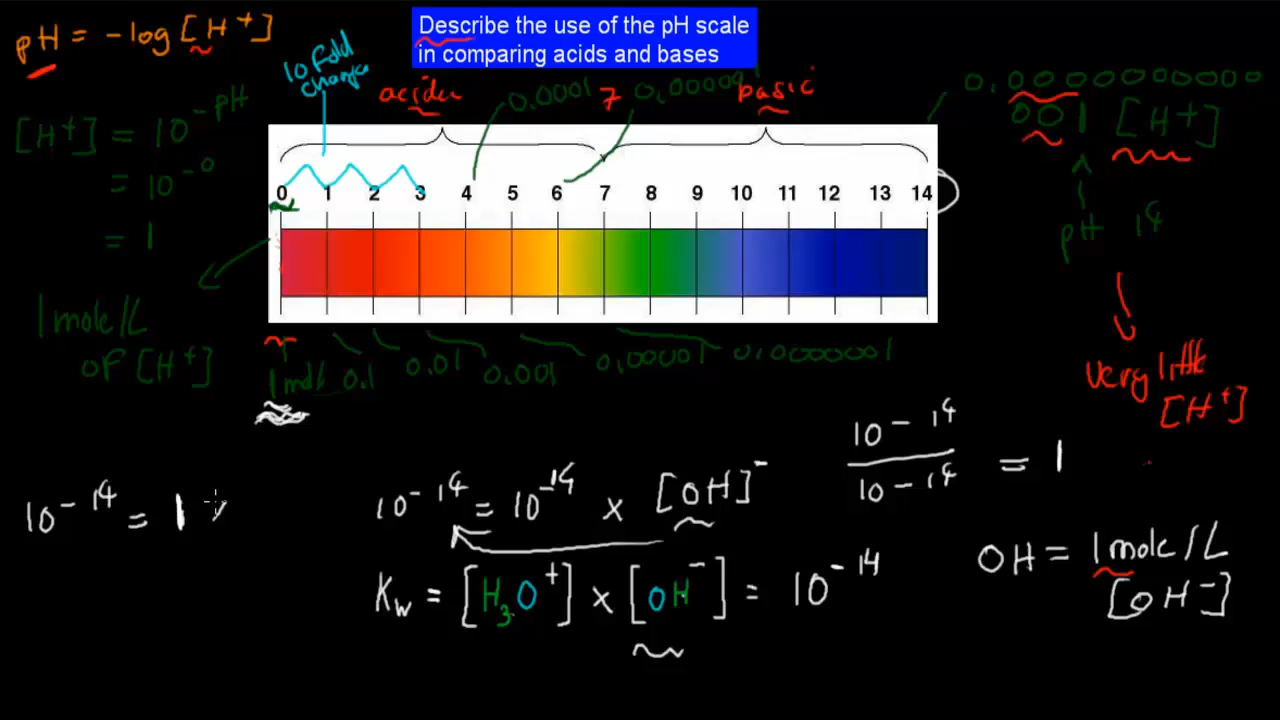 pH = -log [H+]
Describe the use of the pH scale
in comparing acids and bases
10 fold
change
acidic
0.0001
7
basic
[H+] = 10^-pH
= 10^-0
= 1
1 mole/L
of [H+]
0.00000000000
001 [H+]
pH 14
very little
[H+]
0 1 2 3 4 5 6 7 8 9 10 11 12 13 14
0.1
0.01
0.001
0.00001
0.0000001
10^-14 = 1
10^-14 = 10^-14 x [OH]^-
10^-14
10^-14
= 1
Kw = [H3O+] x [OH-] = 10^-14
OH = 1 mole/L
[OH-]